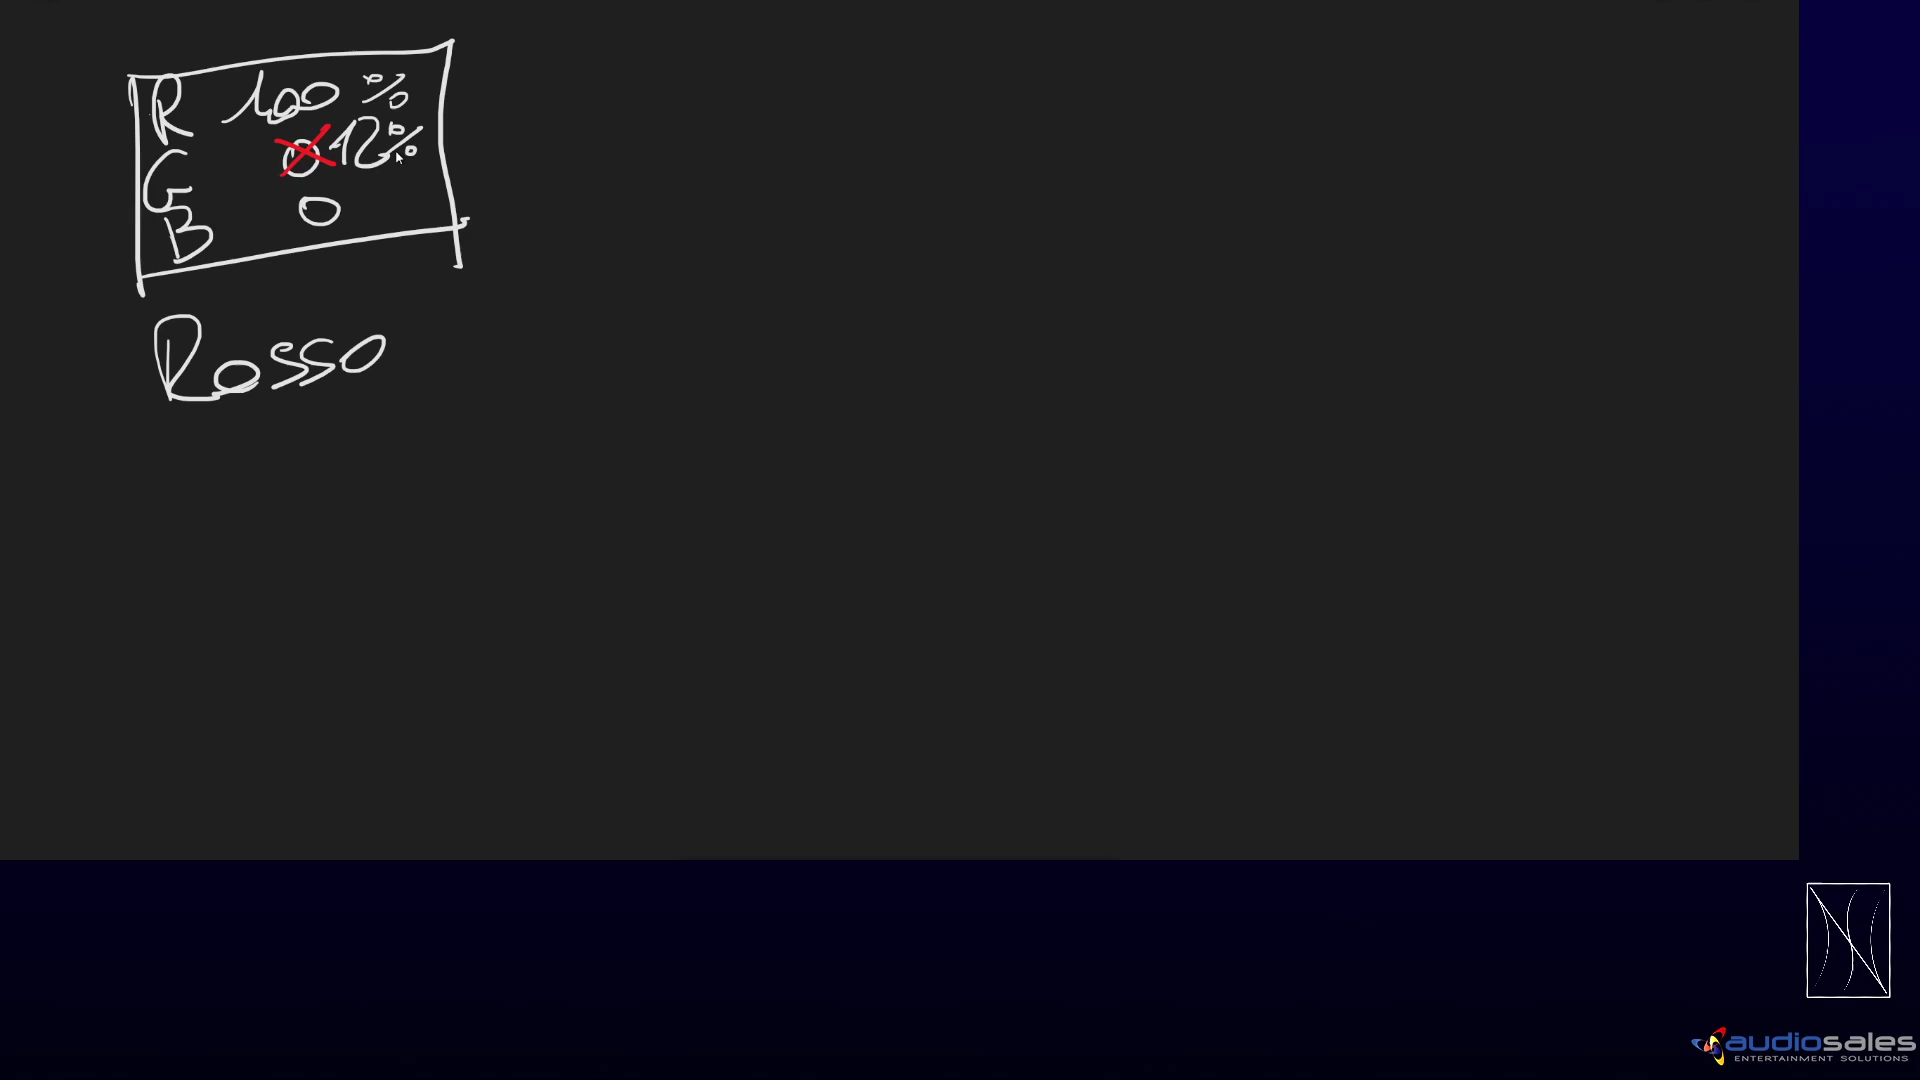 R 100 %
G 0 12%
B 0
Rosso
audiosales
ENTERTAINMENT SOLUTIONS